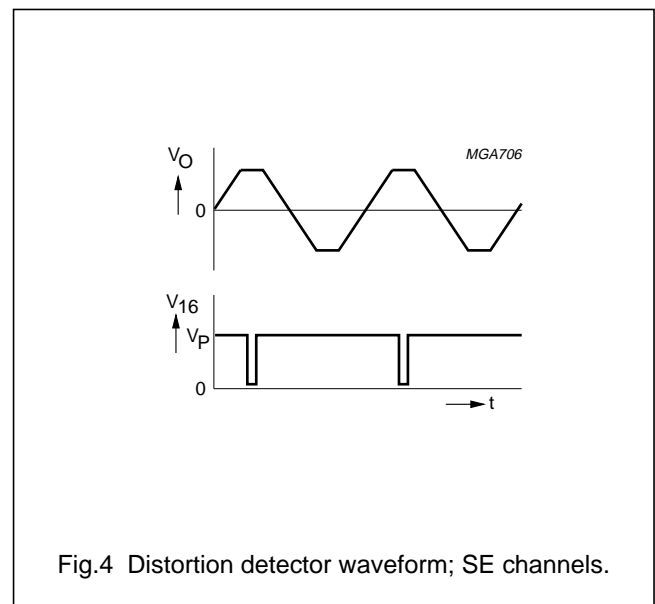 MGA706
VO
0
V16
VP
0
t
Fig.4 Distortion detector waveform; SE channels.